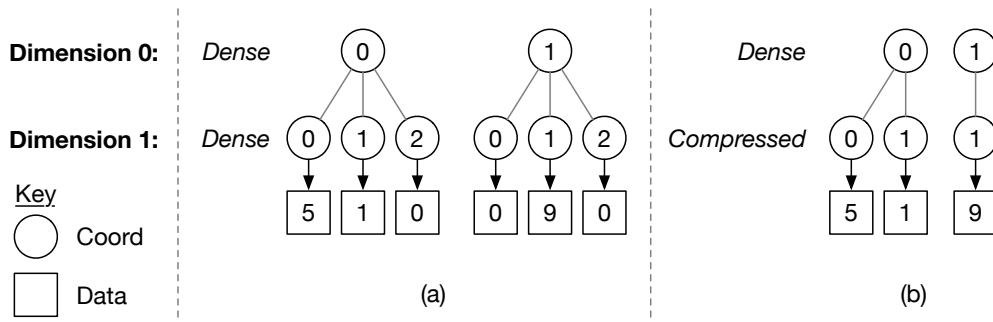 Dimension 0: Dense 0 1 Dense 0 1
Dimension 1: Dense 0 1 2 0 1 2 Compressed 0 1 1
Key 5 1 0 0 9 0 5 1 9
Coord
Data (a) (b)